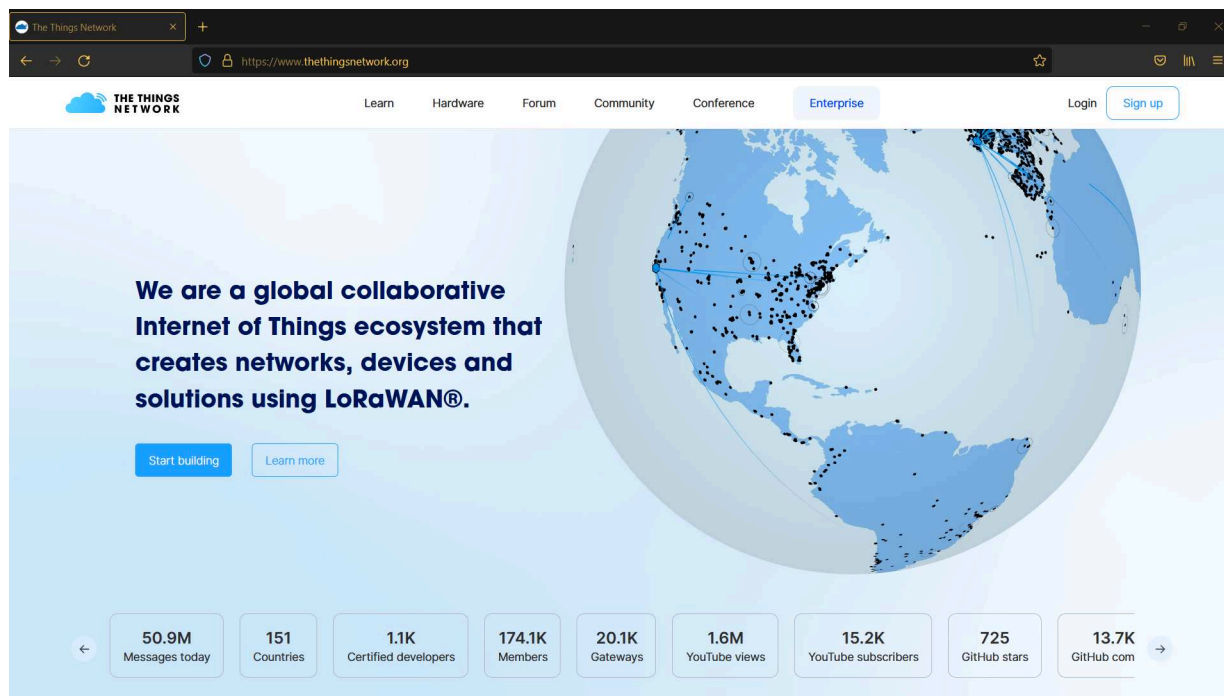 The Things Network
https://www.thethingsnetwork.org
THE THINGS
NETWORK
Learn Hardware Forum Community Conference Enterprise Login Sign up
We are a global collaborative
Internet of Things ecosystem that
creates networks, devices and
solutions using LoRaWAN®.
Start building Learn more
50.9M 151 1.1K 174.1K 20.1K 1.6M 15.2K 725 13.7K
Messages today Countries Certified developers Members Gateways YouTube views YouTube subscribers GitHub stars GitHub com